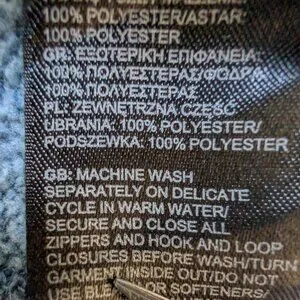 100% POLYESTER/ASTAR:
100% POLYESTER
GR: ΕΞΩΤΕΡΙΚΗ ΕΠΙΦΑΝΕΙΑ:
100% ΠΟΛΥΕΣΤΕΡΑΣ/ΦΟΔΡΑ:
100% ΠΟΛΥΕΣΤΕΡΑΣ
PL: ZEWNĘTRZNA CZĘŚĆ
UBRANIA: 100% POLYESTER/
PODSZEWKA: 100% POLYESTER
GB: MACHINE WASH
SEPARATELY ON DELICATE
CYCLE IN WARM WATER/
SECURE AND CLOSE ALL
ZIPPERS AND HOOK AND LOOP
CLOSURES BEFORE WASH/TURN
GARMENT INSIDE OUT/DO NOT
USE OR SOFTENERS/